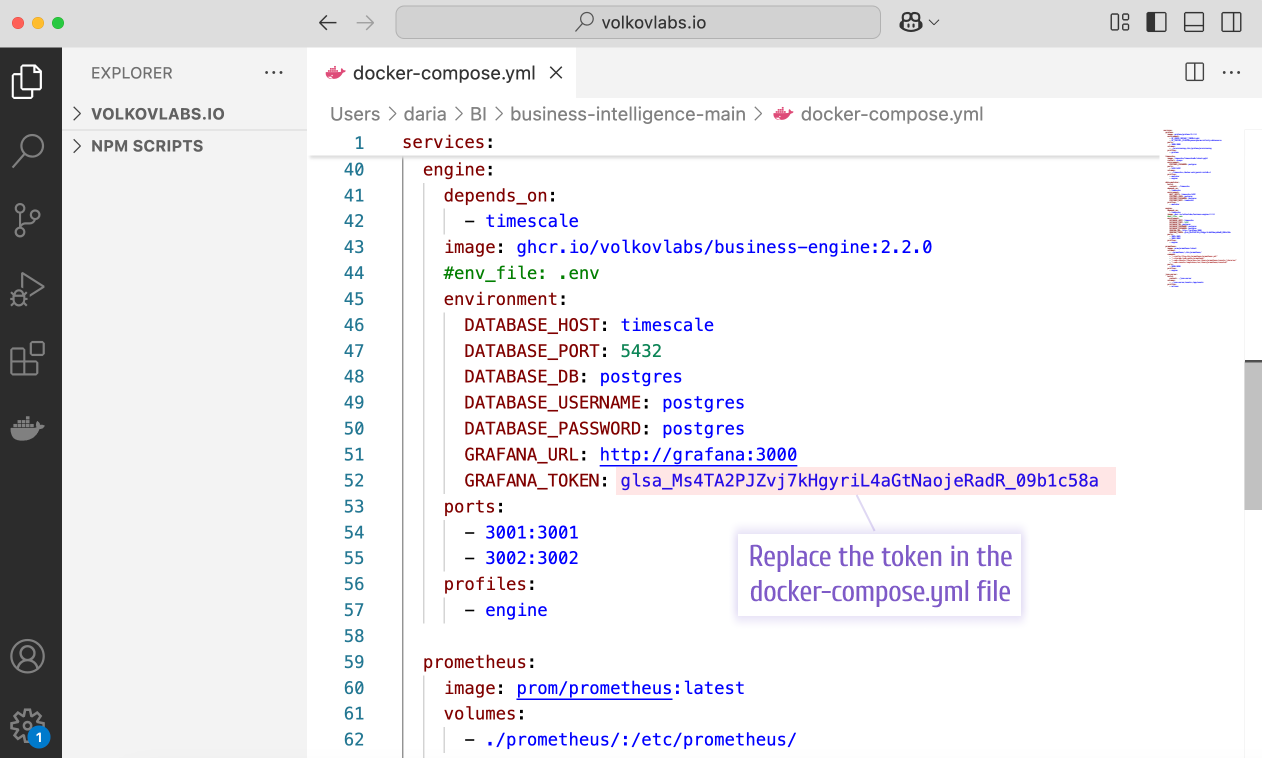 volkovlabs.io
EXPLORER
docker-compose.yml
VOLKOVLABS.IO
NPM SCRIPTS
Users > daria > BI > business-intelligence-main > docker-compose.yml
1 services:
40 engine:
41 depends_on:
42 - timescale
43 image: ghcr.io/volkovlabs/business-engine:2.2.0
44 #env_file: .env
45 environment:
46 DATABASE_HOST: timescale
47 DATABASE_PORT: 5432
48 DATABASE_DB: postgres
49 DATABASE_USERNAME: postgres
50 DATABASE_PASSWORD: postgres
51 GRAFANA_URL: http://grafana:3000
52 GRAFANA_TOKEN: glsa_Ms4TA2PJZvj7kHgyriL4aGtNaojeRadR_09b1c58a
53 ports:
54 - 3001:3001
55 - 3002:3002
56 profiles:
57 - engine
58
59 prometheus:
60 image: prom/prometheus:latest
61 volumes:
62 - ./prometheus/:/etc/prometheus/
Replace the token in the
docker-compose.yml file
1